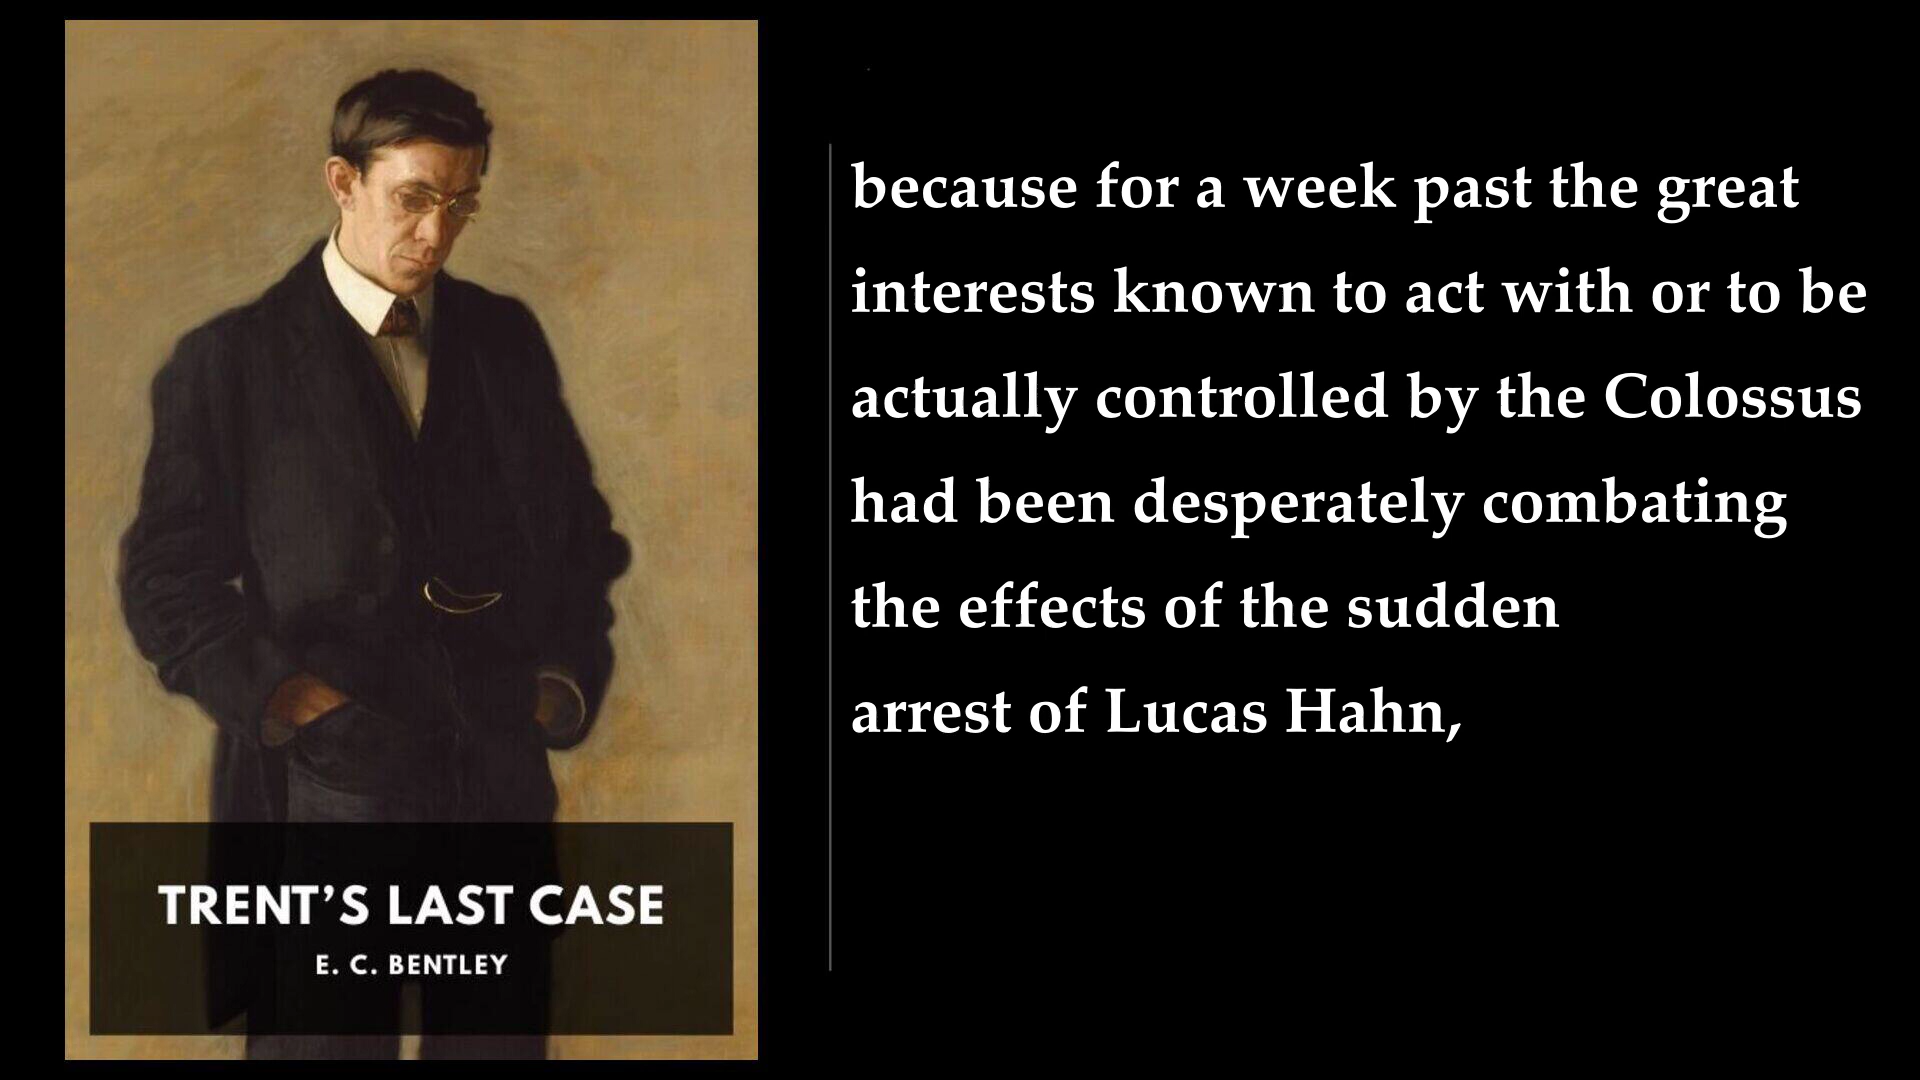 because for a week past the great
interests known to act with or to be
actually controlled by the Colossus
had been desperately combating
the effects of the sudden
arrest of Lucas Hahn,
TRENT’S LAST CASE
E. C. BENTLEY